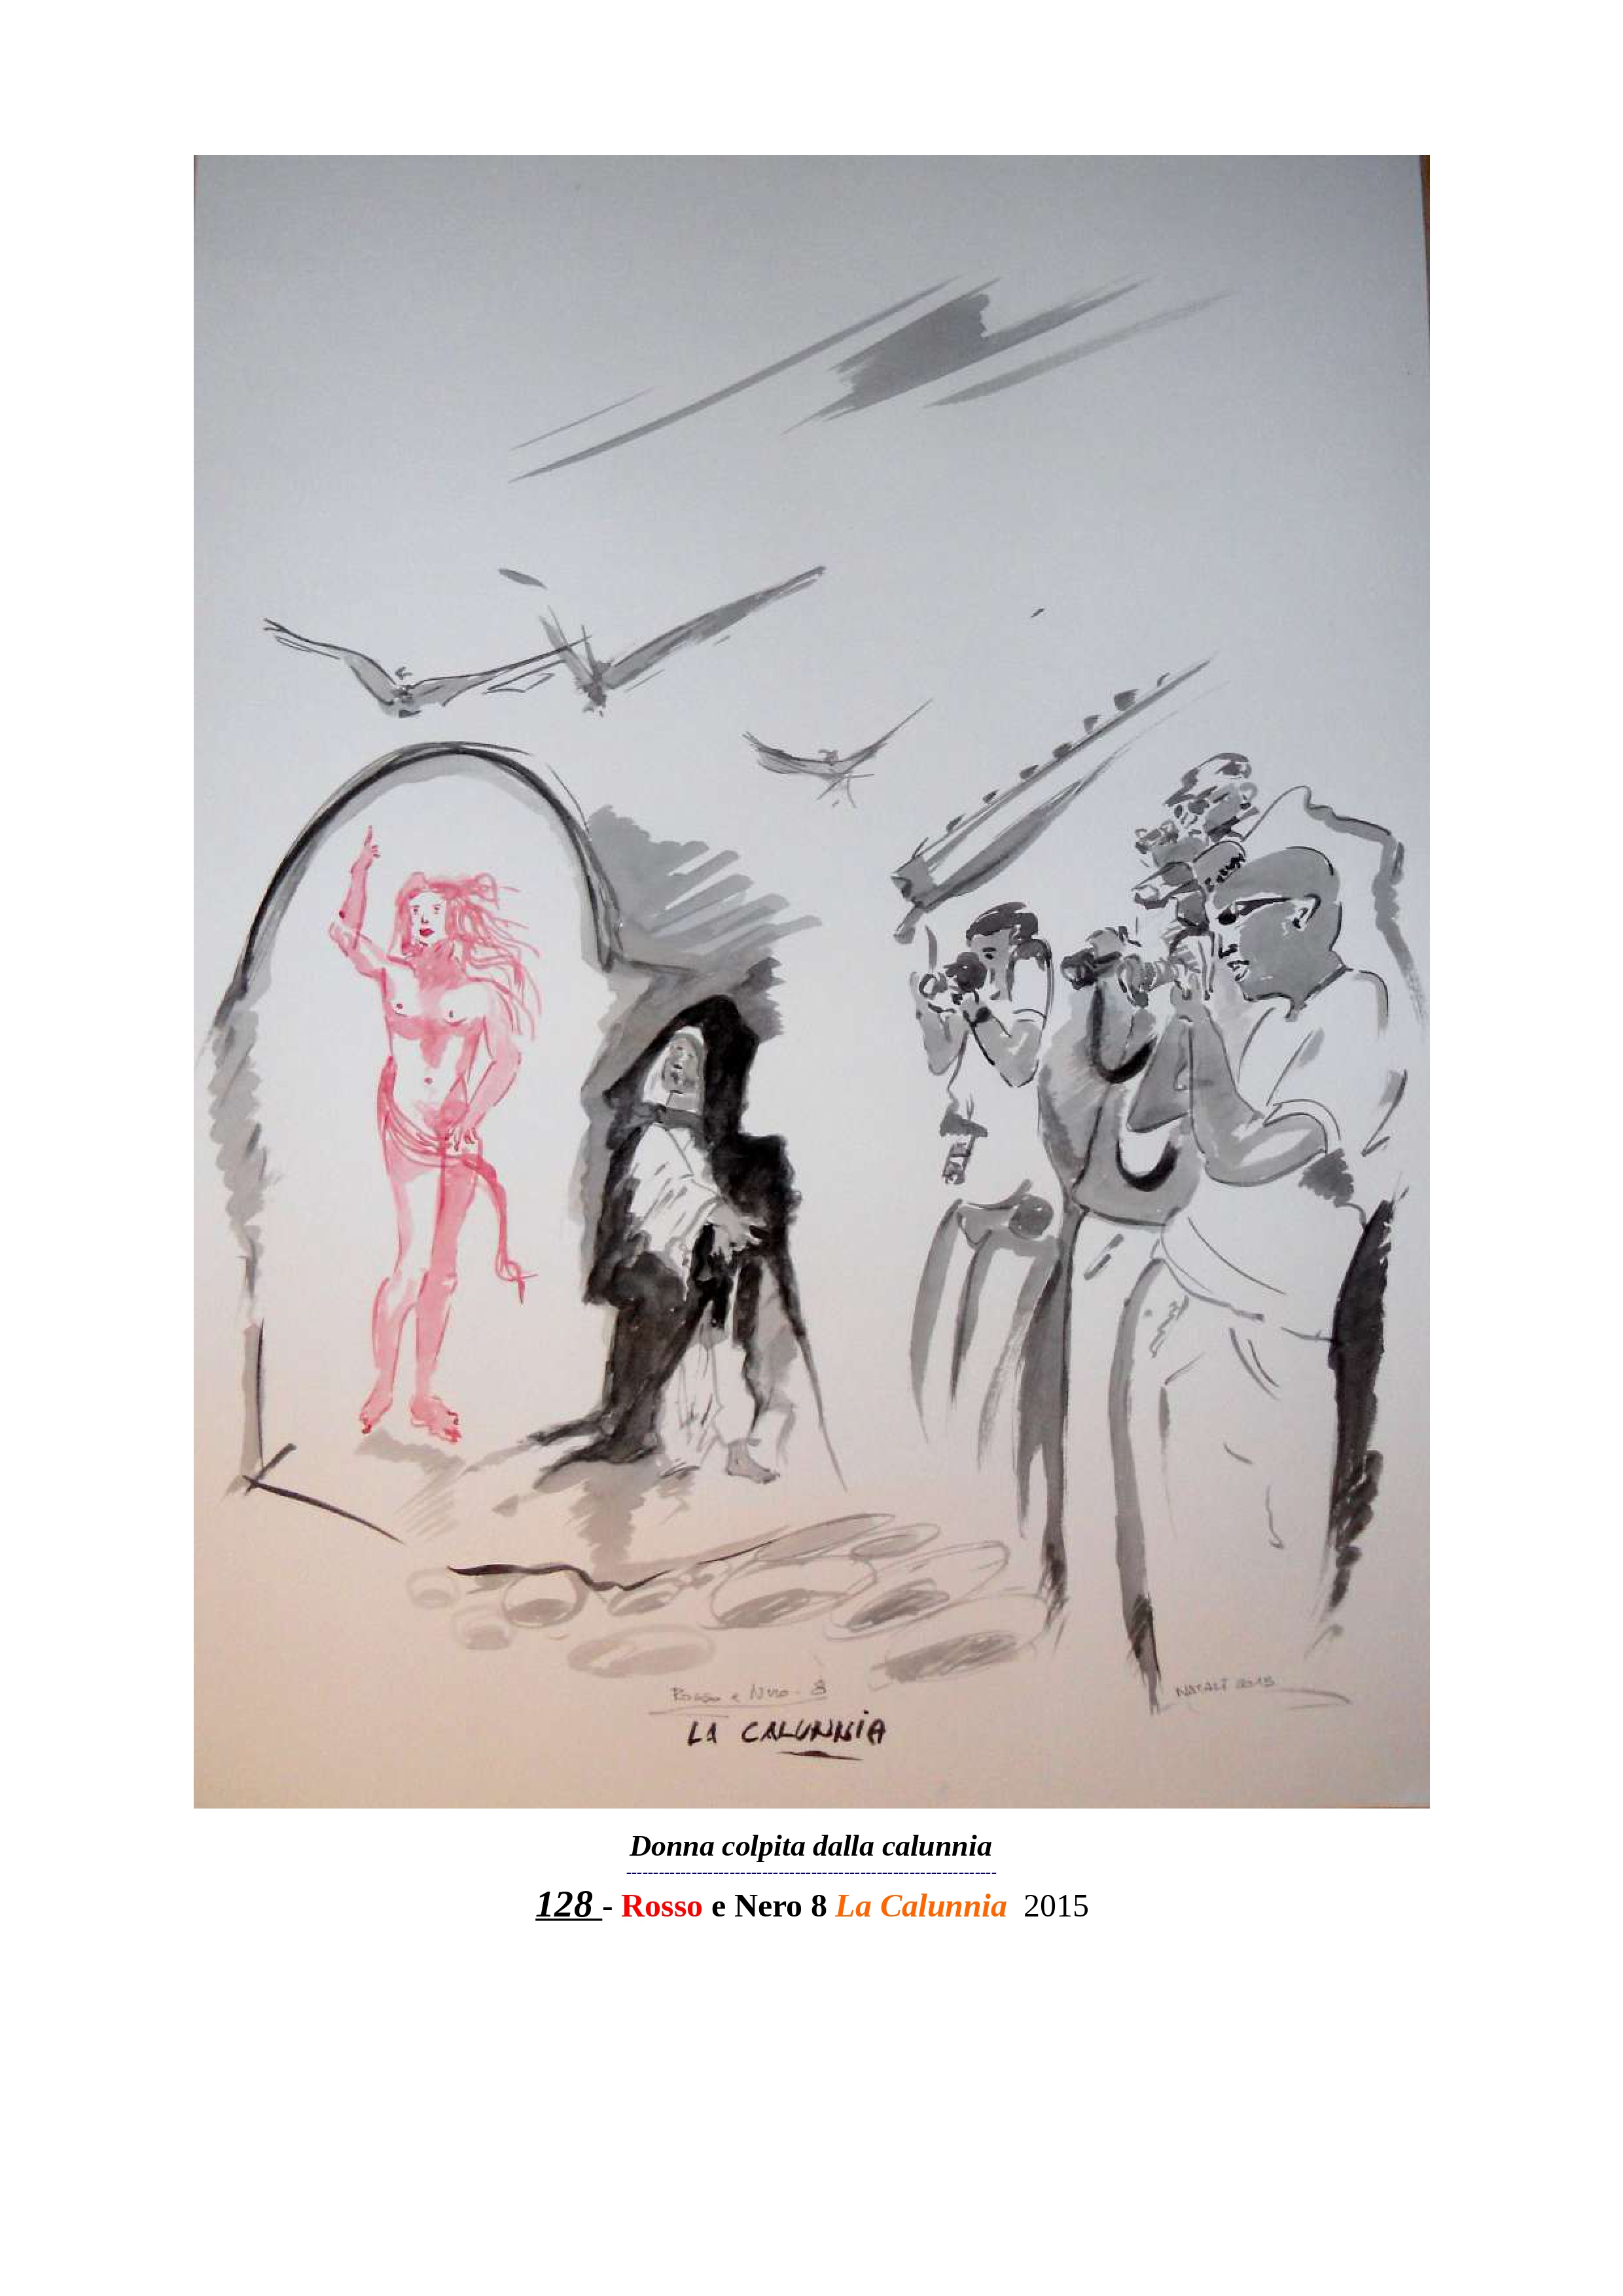 Rosso e Nero - 8
NATALI 2015
LA CALUNNIA
Donna colpita dalla calunnia
-------------------------------------------------------------------
128 - Rosso e Nero 8 La Calunnia 2015